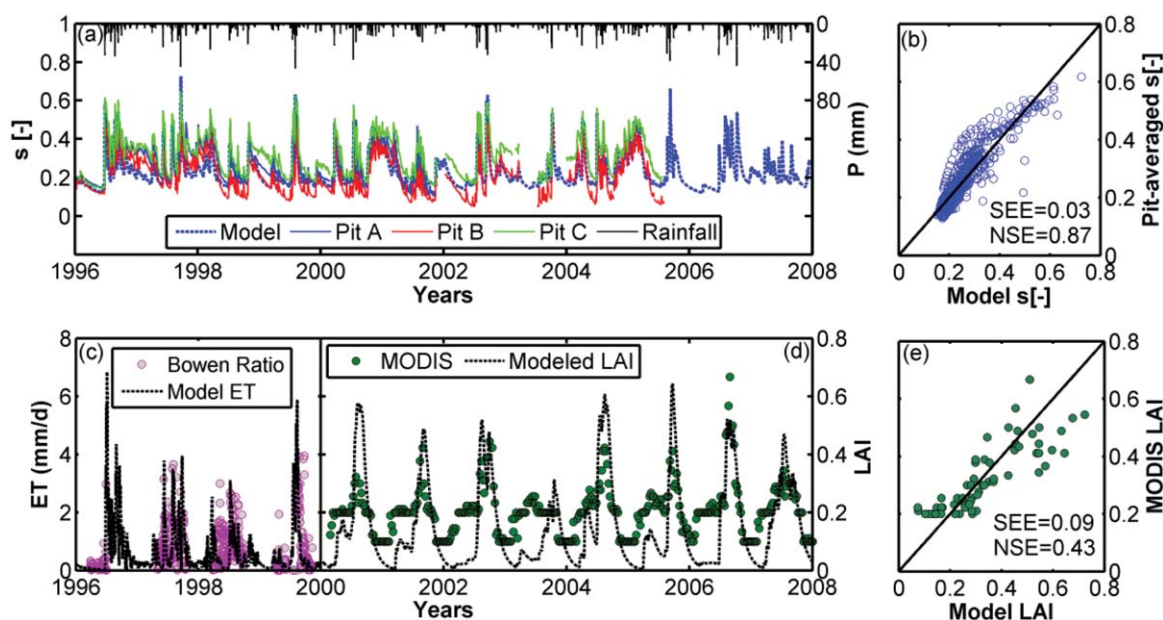 (a)
s[-]
1
0.8
0.6
0.4
0.2
0
0
40
80
P (mm)
Model Pit A Pit B Pit C Rainfall
1996 1998 2000 2002 2004 2006 2008
Years
(b)
0.8
0.6
0.4
0.2
0
Pit-averaged s[-]
SEE=0.03
NSE=0.87
0 0.2 0.4 0.6 0.8
Model s[-]
(c)
Bowen Ratio
Model ET
8
6
4
2
0
ET (mm/d)
(d)
MODIS Modeled LAI
0.8
0.6
0.4
0.2
0
LAI
1996 1998 2000 2002 2004 2006 2008
Years
(e)
0.8
0.6
0.4
0.2
0
MODIS LAI
SEE=0.09
NSE=0.43
0 0.2 0.4 0.6 0.8
Model LAI